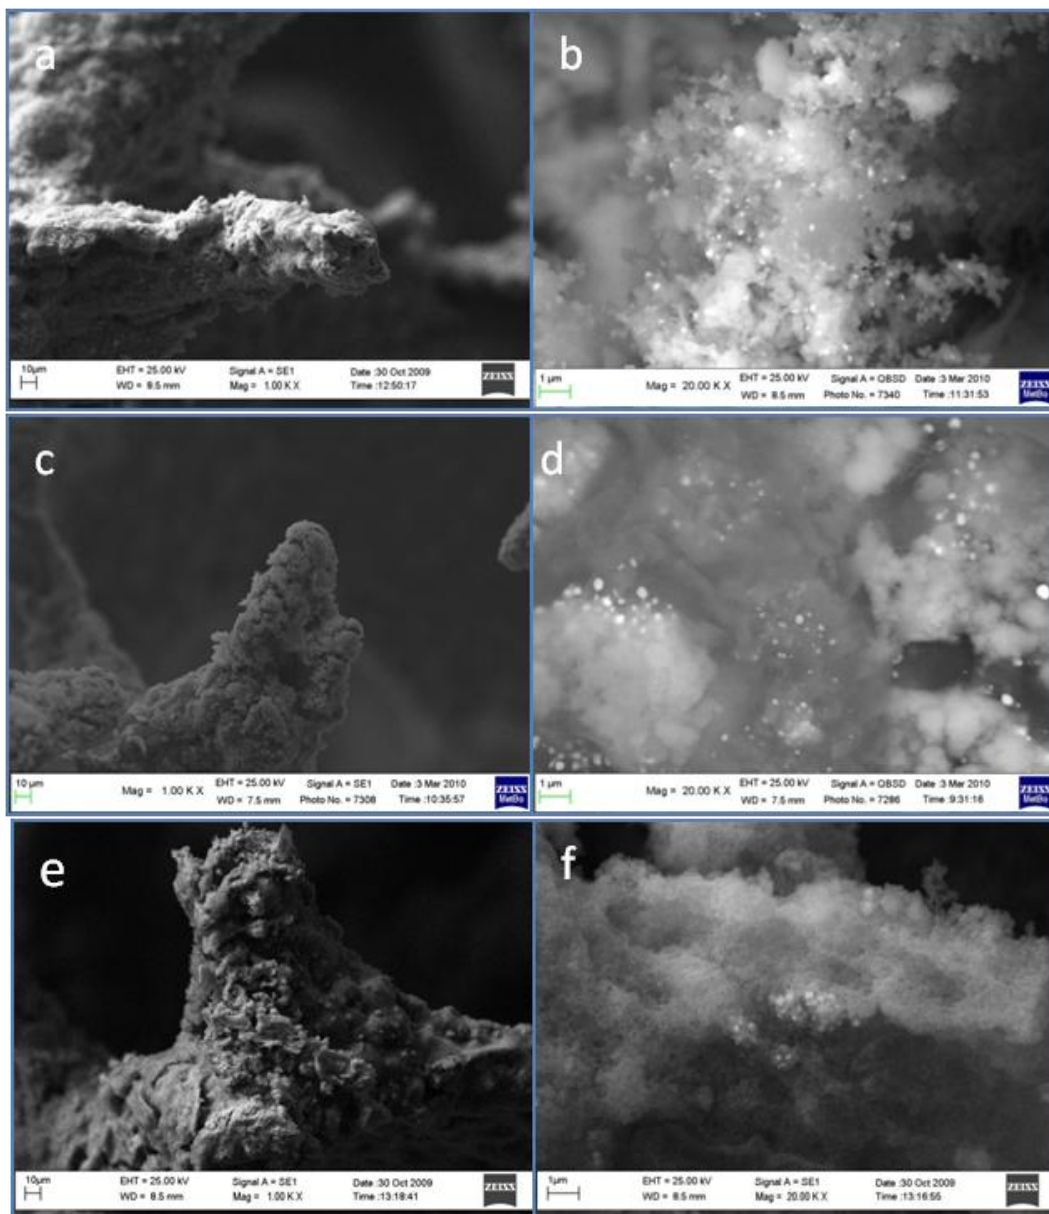 a
10µm
EHT = 25.00 kV Signal A = SE1 Date :30 Oct 2009
WD = 8.5 mm Mag = 1.00 K X Time :12:50:17
ZEISS
b
1 µm
Mag = 20.00 K X
EHT = 25.00 kV Signal A = QBSD Date :3 Mar 2010
WD = 8.5 mm Photo No. = 7340 Time :11:31:53
ZEISS
MetBo
c
10 µm
Mag = 1.00 K X
EHT = 25.00 kV Signal A = SE1 Date :3 Mar 2010
WD = 7.5 mm Photo No. = 7308 Time :10:35:57
ZEISS
MetBo
d
1 µm
Mag = 20.00 K X
EHT = 25.00 kV Signal A = QBSD Date :3 Mar 2010
WD = 7.5 mm Photo No. = 7286 Time :9:31:16
ZEISS
MetBo
e
10µm
EHT = 25.00 kV Signal A = SE1 Date :30 Oct 2009
WD = 8.5 mm Mag = 1.00 K X Time :13:18:41
ZEISS
f
1µm
EHT = 25.00 kV Signal A = SE1 Date :30 Oct 2009
WD = 8.5 mm Mag = 20.00 K X Time :13:16:55
ZEISS